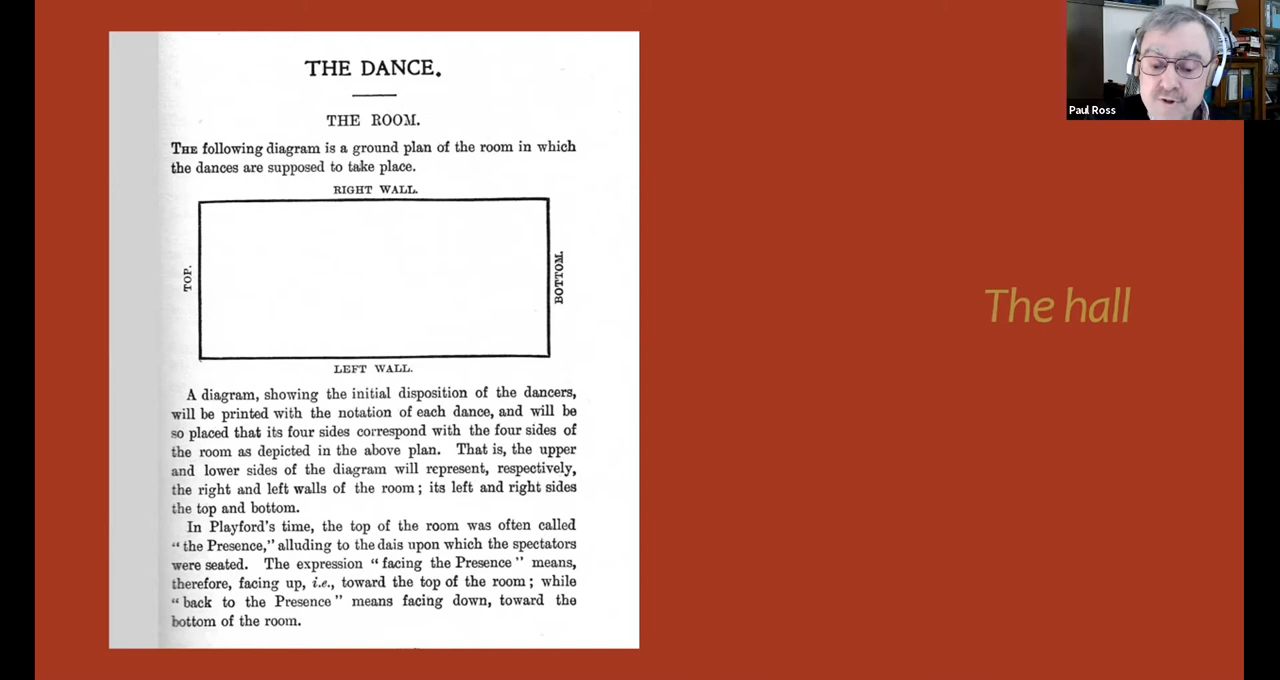 THE DANCE.
THE ROOM.
THE following diagram is a ground plan of the room in which
the dances are supposed to take place.
RIGHT WALL.
TOP.
BOTTOM.
LEFT WALL.
A diagram, showing the initial disposition of the dancers,
will be printed with the notation of each dance, and will be
so placed that its four sides correspond with the four sides of
the room as depicted in the above plan. That is, the upper
and lower sides of the diagram will represent, respectively,
the right and left walls of the room; its left and right sides
the top and bottom.
In Playford's time, the top of the room was often called
"the Presence," alluding to the dais upon which the spectators
were seated. The expression "facing the Presence" means,
therefore, facing up, i.e., toward the top of the room; while
"back to the Presence" means facing down, toward the
bottom of the room.
The hall
Paul Ross